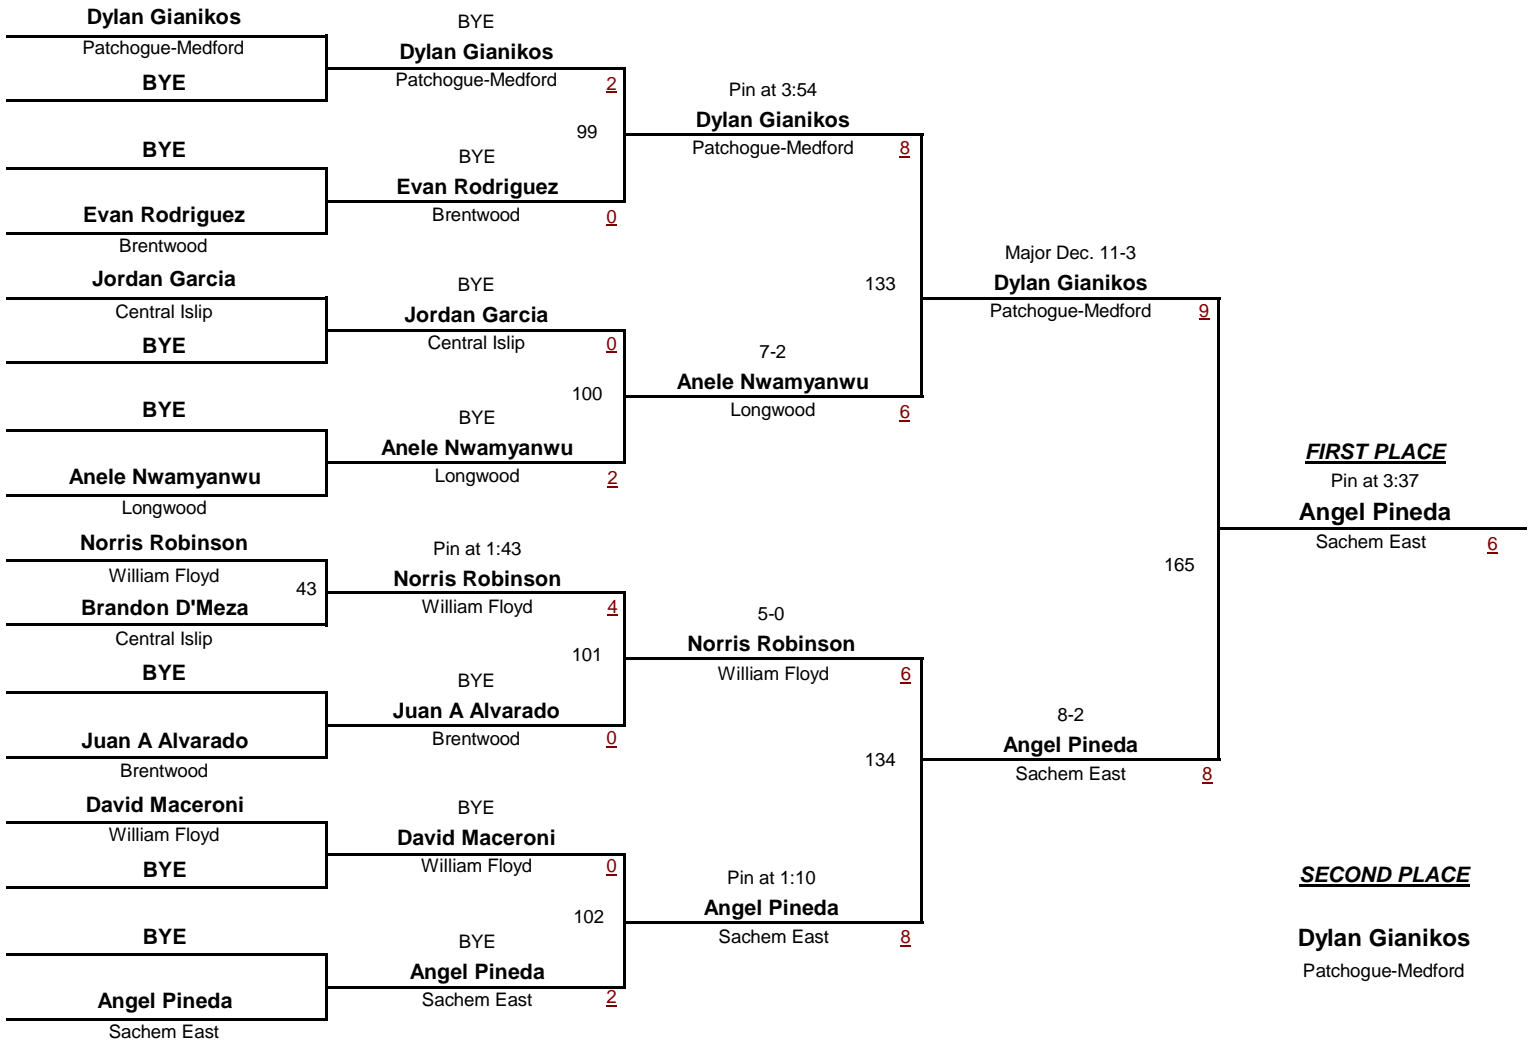 Dylan Gianikos
Patchogue-Medford
BYE
BYE
Evan Rodriguez
Brentwood
Jordan Garcia
Central Islip
BYE
BYE
Anele Nwamyanwu
Longwood
Norris Robinson
William Floyd
43
Brandon D'Meza
Central Islip
BYE
Juan A Alvarado
Brentwood
David Maceroni
William Floyd
BYE
BYE
Angel Pineda
Sachem East
BYE
Dylan Gianikos
Patchogue-Medford
2
99
BYE
Evan Rodriguez
Brentwood
0
BYE
Jordan Garcia
Central Islip
0
100
BYE
Anele Nwamyanwu
Longwood
2
Pin at 1:43
Norris Robinson
William Floyd
4
101
BYE
Juan A Alvarado
Brentwood
0
BYE
David Maceroni
William Floyd
0
102
BYE
Angel Pineda
Sachem East
2
Pin at 3:54
Dylan Gianikos
Patchogue-Medford
8
133
7-2
Anele Nwamyanwu
Longwood
6
5-0
Norris Robinson
William Floyd
6
134
Pin at 1:10
Angel Pineda
Sachem East
8
Major Dec. 11-3
Dylan Gianikos
Patchogue-Medford
9
165
8-2
Angel Pineda
Sachem East
8
FIRST PLACE
Pin at 3:37
Angel Pineda
Sachem East
6
SECOND PLACE
Dylan Gianikos
Patchogue-Medford